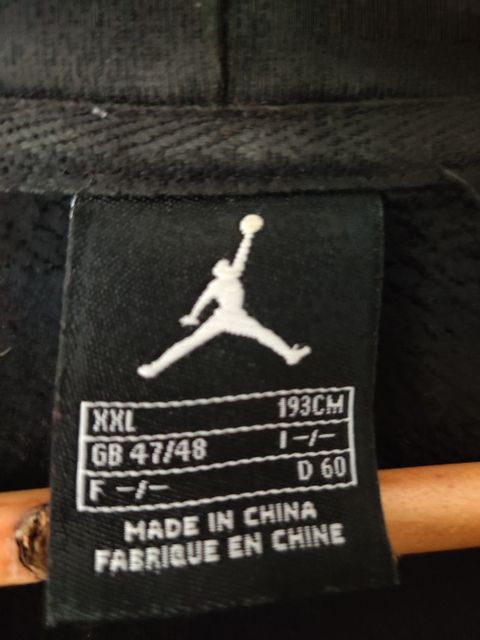 XXL 193CM
GB 47/48 I -/-
F -/- D 60
MADE IN CHINA
FABRIQUE EN CHINE